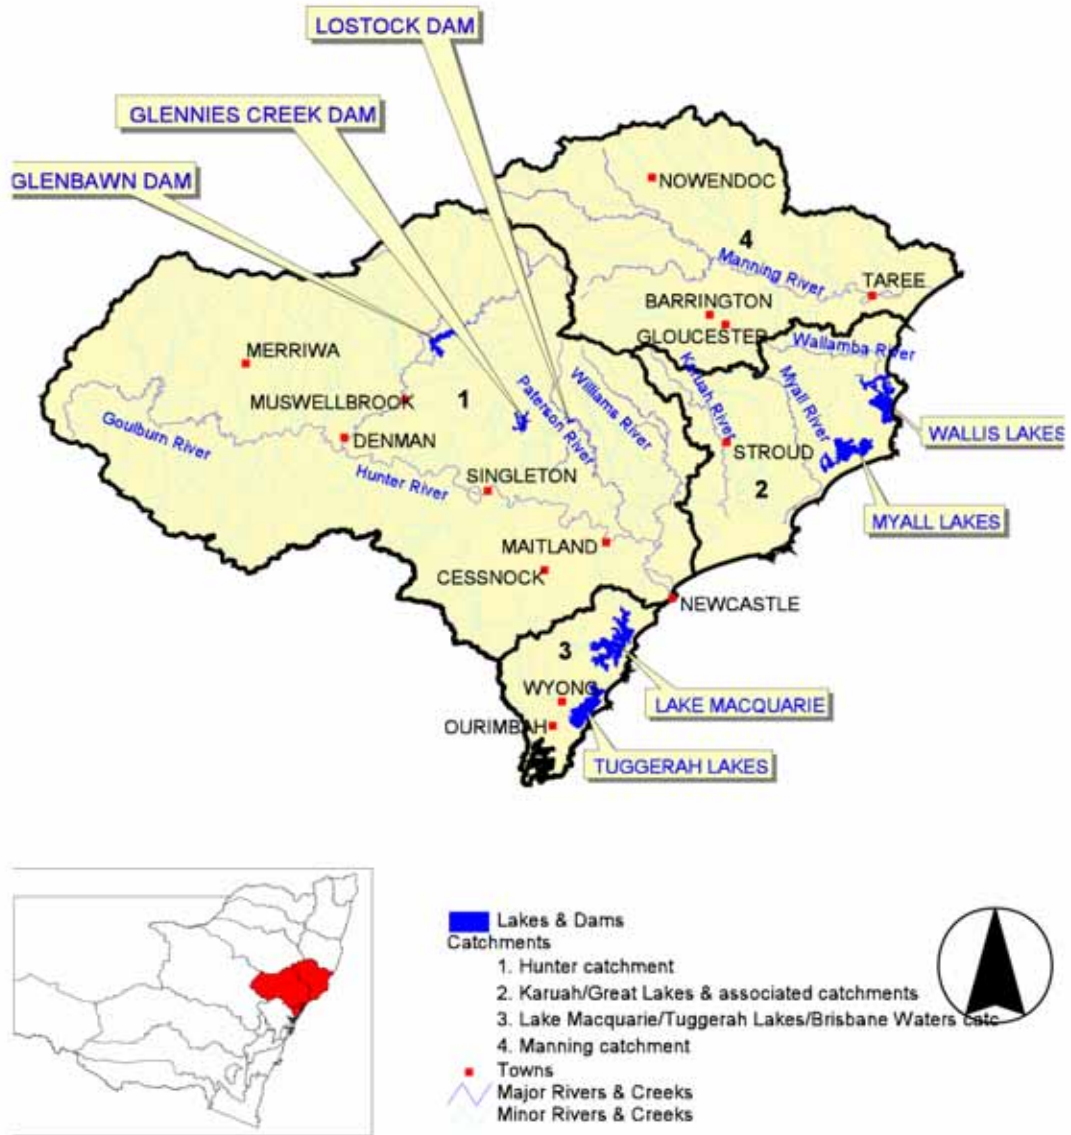 LOSTOCK DAM
GLENNIES CREEK DAM
GLENBAWN DAM
NOWENDOC
4
Manning River
TAREE
BARRINGTON
GLOUCESTER
Wallamba River
MERRIWA
Karuah River
Myall River
MUSWELLBROOK
1
Paterson River
Williams River
Goulburn River
DENMAN
WALLIS LAKES
STROUD
Hunter River
SINGLETON
2
MYALL LAKES
MAITLAND
CESSNOCK
NEWCASTLE
3
WYONG
LAKE MACQUARIE
OURIMBAH
TUGGERAH LAKES
Lakes & Dams
Catchments
1. Hunter catchment
2. Karuah/Great Lakes & associated catchments
3. Lake Macquarie/Tuggerah Lakes/Brisbane Waters catc
4. Manning catchment
Towns
Major Rivers & Creeks
Minor Rivers & Creeks